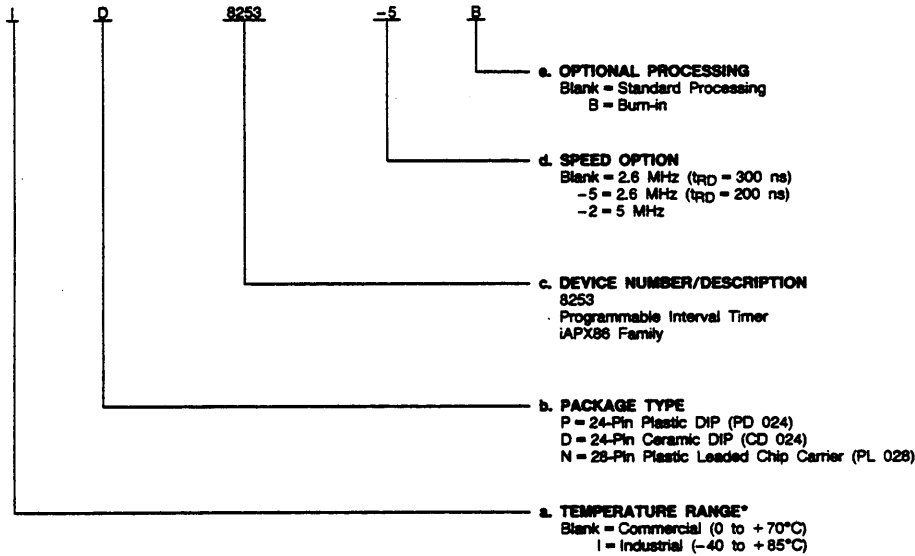 I D 8253 -5 B
e. OPTIONAL PROCESSING
Blank = Standard Processing
B = Burn-in
d. SPEED OPTION
Blank = 2.6 MHz (tRD = 300 ns)
-5 = 2.6 MHz (tRD = 200 ns)
-2 = 5 MHz
c. DEVICE NUMBER/DESCRIPTION
8253
Programmable Interval Timer
iAPX86 Family
b. PACKAGE TYPE
P = 24-Pin Plastic DIP (PD 024)
D = 24-Pin Ceramic DIP (CD 024)
N = 28-Pin Plastic Leaded Chip Carrier (PL 028)
a. TEMPERATURE RANGE*
Blank = Commercial (0 to +70°C)
I = Industrial (-40 to +85°C)